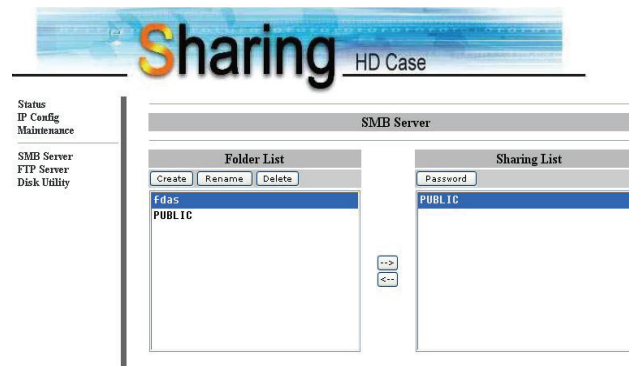 Sharing HD Case
Status
IP Config
Maintenance
SMB Server
FTP Server
Disk Utility
SMB Server
Folder List
Create Rename Delete
fdas
PUBLIC
-->
<--
Sharing List
Password
PUBLIC